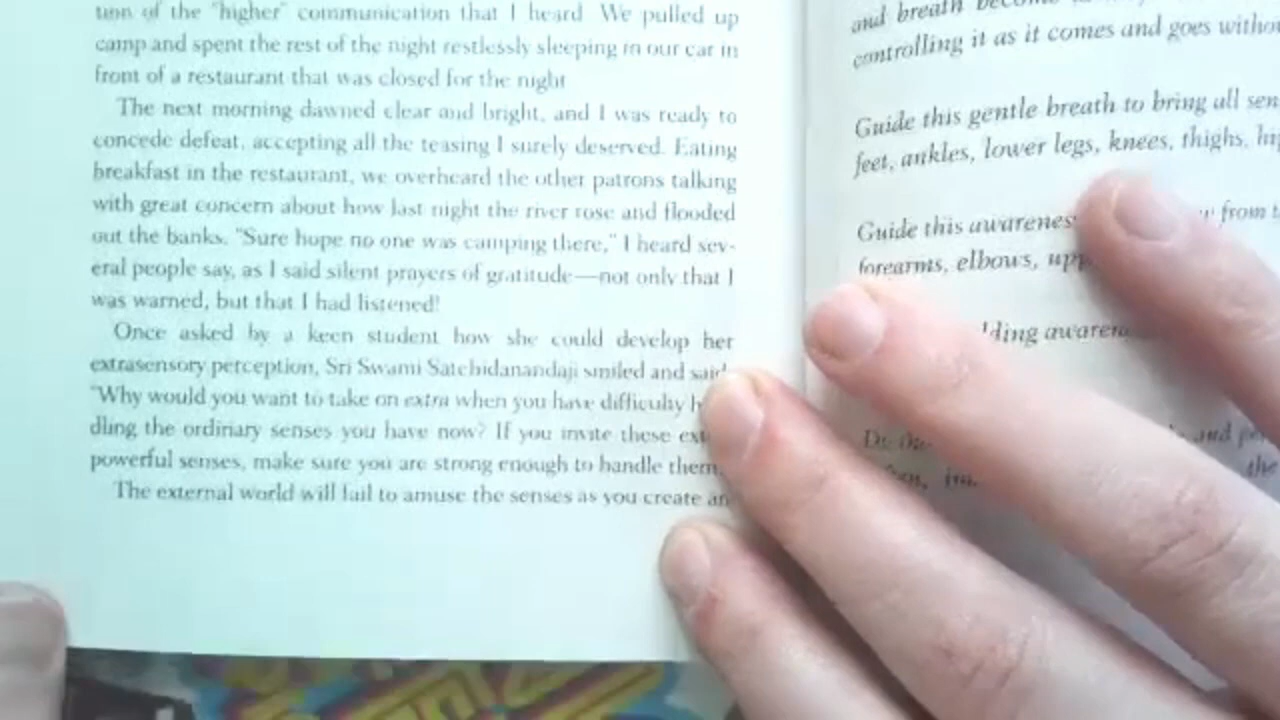 tion of the "higher" communication that I heard. We pulled up
camp and spent the rest of the night restlessly sleeping in our car in
front of a restaurant that was closed for the night
The next morning dawned clear and bright, and I was ready to
concede defeat, accepting all the teasing I surely deserved. Eating
breakfast in the restaurant, we overheard the other patrons talking
with great concern about how last night the river rose and flooded
out the banks. "Sure hope no one was camping there," I heard sev-
eral people say, as I said silent prayers of gratitude—not only that I
was warned, but that I had listened!
Once asked by a keen student how she could develop her
extrasensory perception, Sri Swami Satchidanandaji smiled and said,
"Why would you want to take on extra when you have difficulty
dling the ordinary senses you have now? If you invite these
powerful senses, make sure you are strong enough to handle them.
The external world will fail to amuse the senses as you create an
and breath become
controlling it as it comes and goes
Guide this gentle breath to bring all
feet, ankles, lower legs, knees, thighs,
Guide this from
forearms, elbows,
and
the